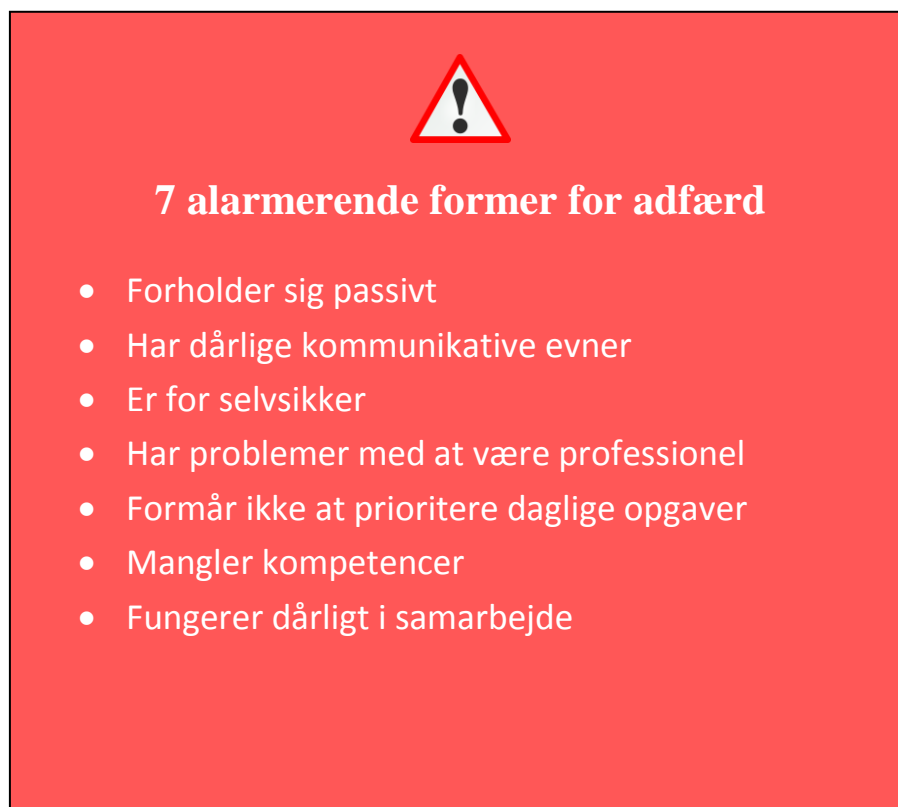 7 alarmerende former for adfærd
• Forholder sig passivt
• Har dårlige kommunikative evner
• Er for selvsikker
• Har problemer med at være professionel
• Formår ikke at prioritere daglige opgaver
• Mangler kompetencer
• Fungerer dårligt i samarbejde